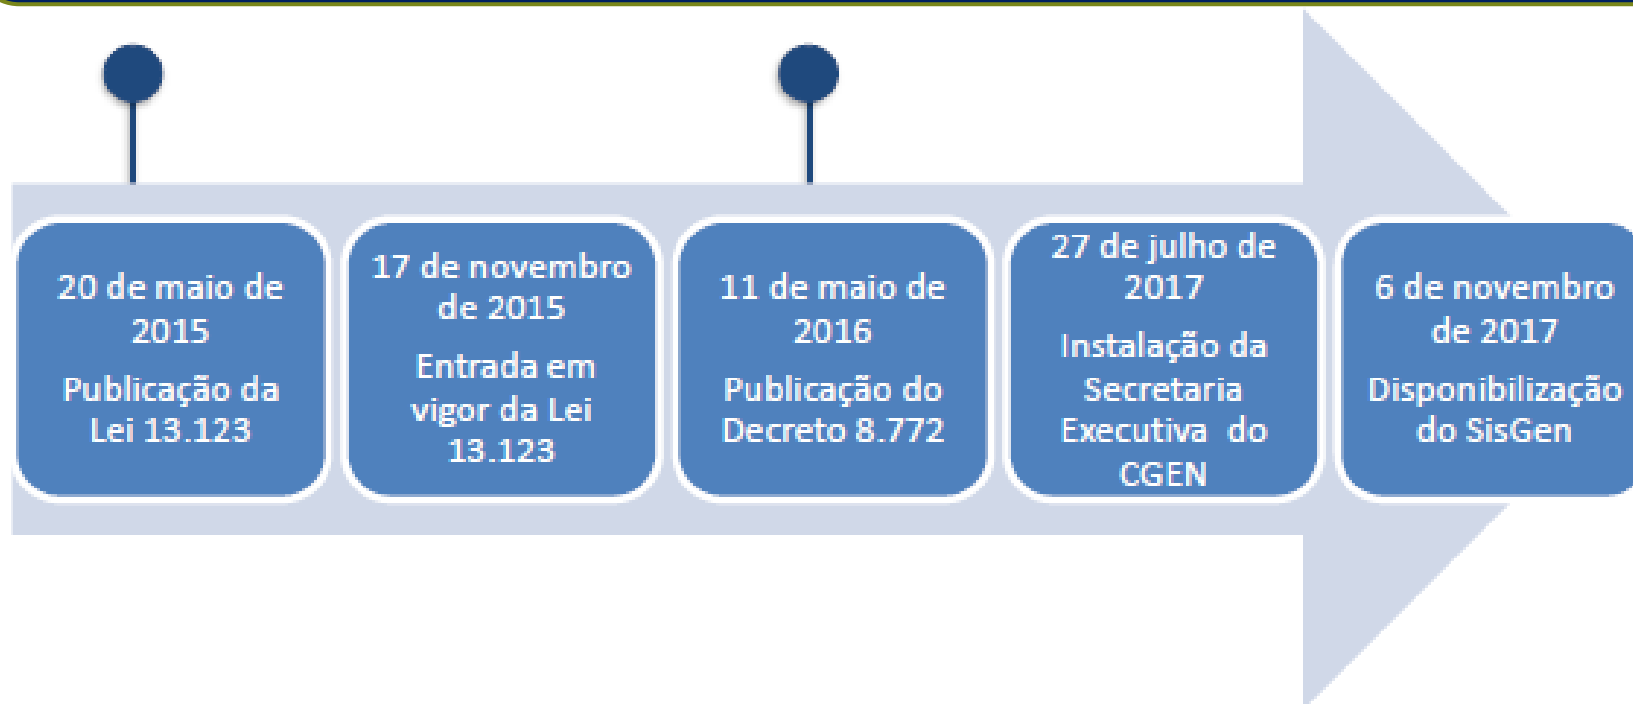 20 de maio de
2015
Publicação da
Lei 13.123
17 de novembro
de 2015
Entrada em
vigor da Lei
13.123
11 de maio de
2016
Publicação do
Decreto 8.772
27 de julho de
2017
Instalação da
Secretaria
Executiva do
CGEN
6 de novembro
de 2017
Disponibilização
do SisGen